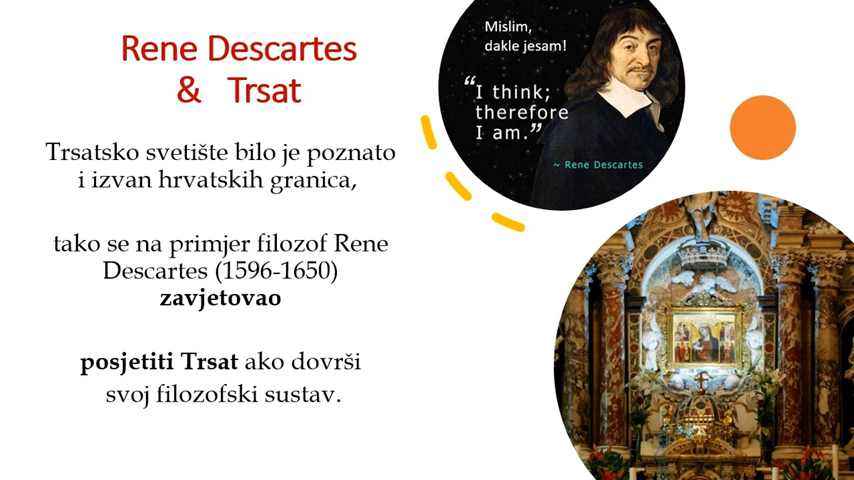 Rene Descartes
& Trsat
Trsatsko svetište bilo je poznato
i izvan hrvatskih granica,
tako se na primjer filozof Rene
Descartes (1596-1650)
zavjetovao
posjetiti Trsat ako dovrši
svoj filozofski sustav.
Mislim,
dakle jesam!
“I think;
therefore
I am.”
~ Rene Descartes